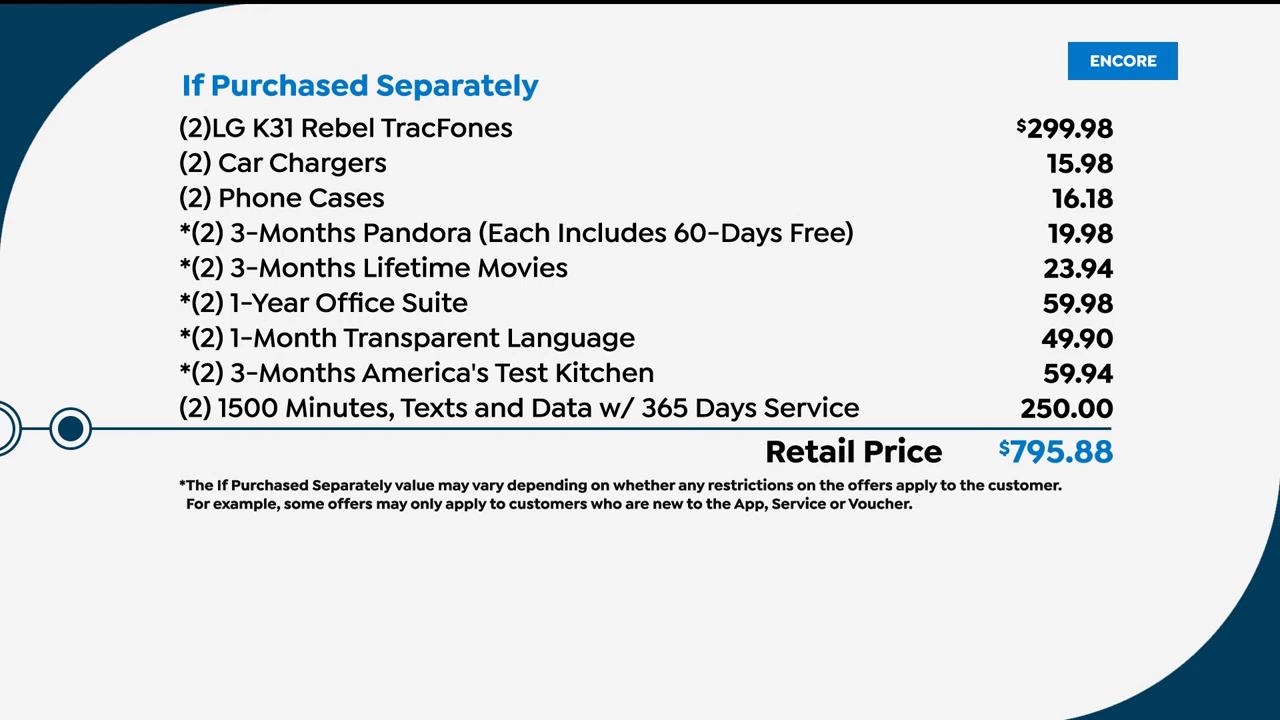 ENCORE
If Purchased Separately
(2)LG K31 Rebel TracFones $299.98
(2) Car Chargers 15.98
(2) Phone Cases 16.18
*(2) 3-Months Pandora (Each Includes 60-Days Free) 19.98
*(2) 3-Months Lifetime Movies 23.94
*(2) 1-Year Office Suite 59.98
*(2) 1-Month Transparent Language 49.90
*(2) 3-Months America's Test Kitchen 59.94
(2) 1500 Minutes, Texts and Data w/ 365 Days Service 250.00
Retail Price $795.88
*The If Purchased Separately value may vary depending on whether any restrictions on the offers apply to the customer.
For example, some offers may only apply to customers who are new to the App, Service or Voucher.